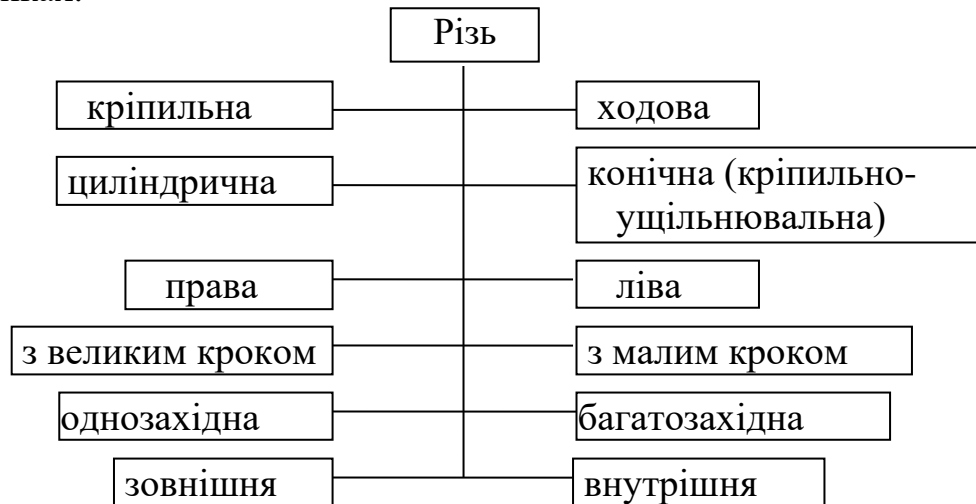 Різь
кріпильна
ходова
циліндрична
конічна (кріпильно-
ущільнювальна)
права
ліва
з великим кроком
з малим кроком
однозахідна
багатозахідна
зовнішня
внутрішня